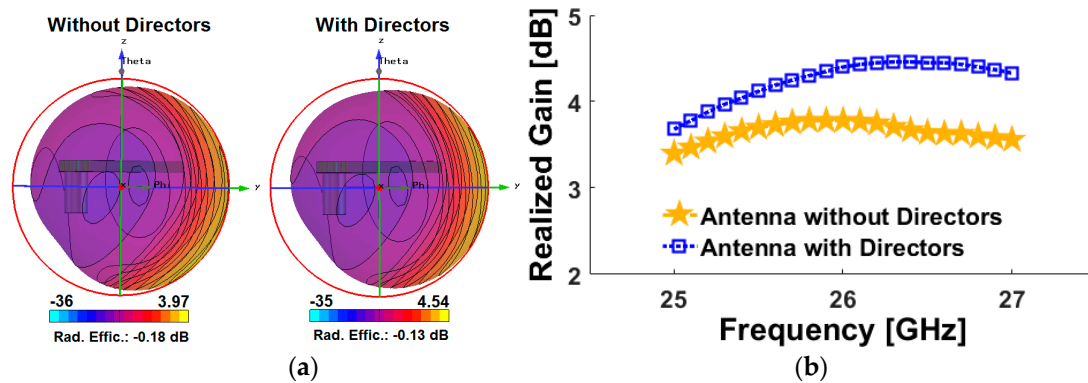 (a)
Without Directors
With Directors
z
Theta
y
x
Phi
z
Theta
y
x
Phi
-36
3.97
-35
4.54
Rad. Effic.: -0.18 dB
Rad. Effic.: -0.13 dB
(a)
(b)
Realized Gain [dB]
5
4
3
2
Antenna without Directors
Antenna with Directors
25
26
27
Frequency [GHz]
(b)